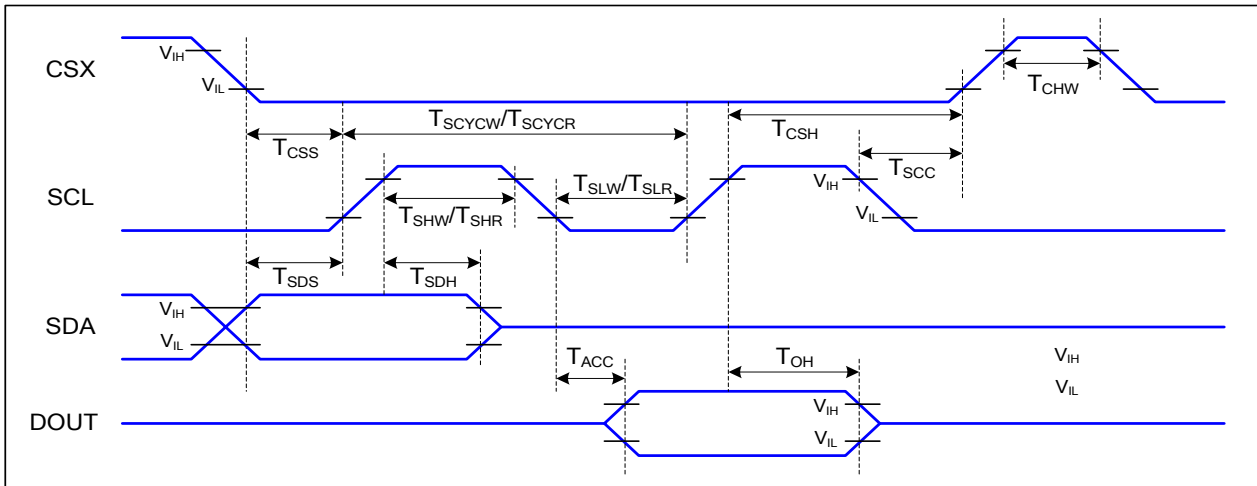 CSX
VIH
VIL
TCHW
TSCYCW/TSCYCR
TCSH
TCSS
TSCC
SCL
TSLW/TSLR
VIH
TSHW/TSHR
VIL
TSDS
TSDH
SDA
VIH
VIL
TACC
TOH
VIH
VIL
DOUT
VIH
VIL